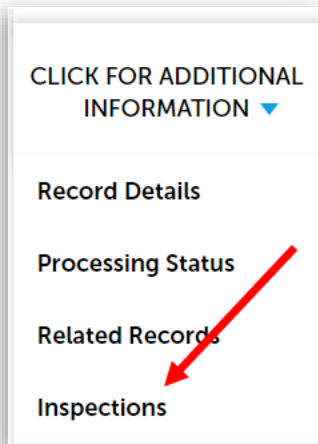 CLICK FOR ADDITIONAL
INFORMATION
Record Details
Processing Status
Related Records
Inspections